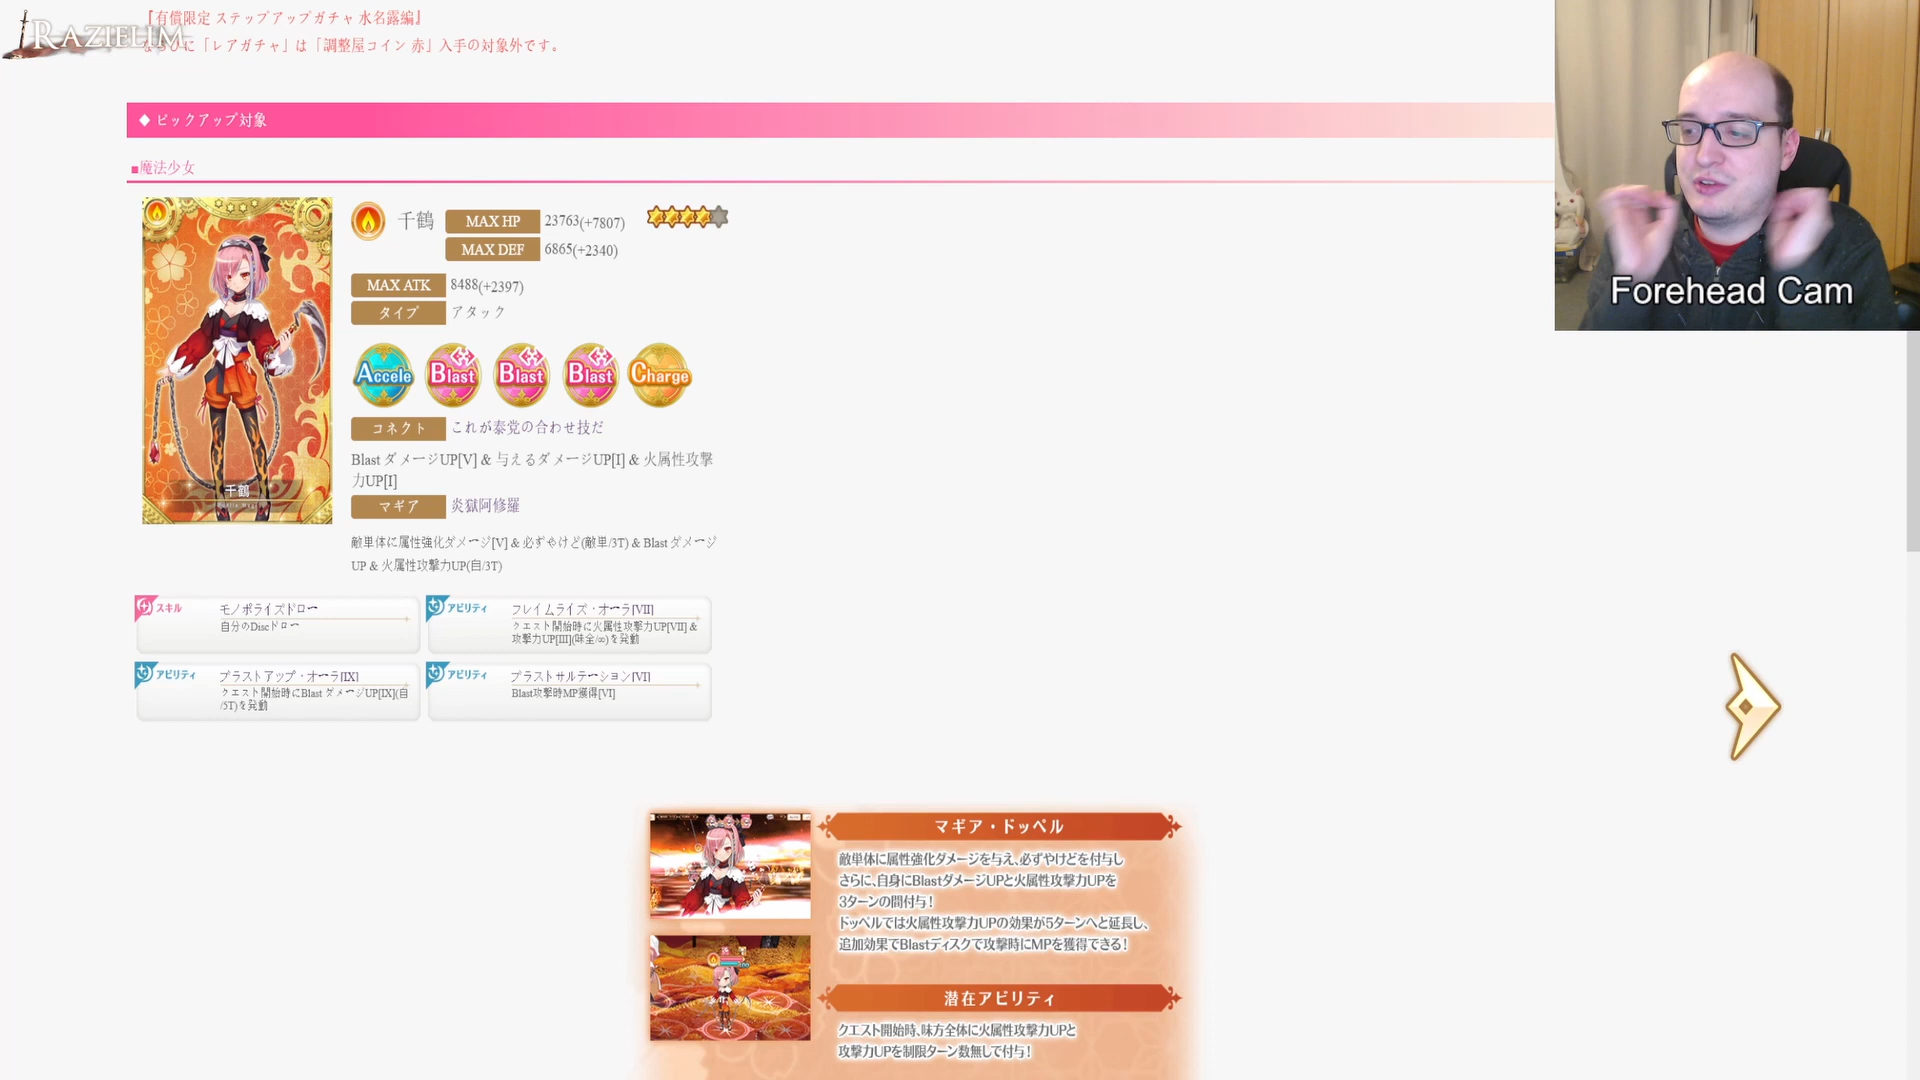 『有償限定 ステップアップガチャ 水名露編』
RAZIELIM
ならびに「レアガチャ」は「調整屋コイン 赤」入手の対象外です。
◆ ピックアップ対象
■魔法少女
千鶴
MAX HP 23763(+7807)
MAX DEF 6865(+2340)
MAX ATK 8488(+2397)
タイプ アタック
Accele Blast Blast Blast Charge
コネクト これが泰党の合わせ技だ
Blast ダメージUP[V] & 与えるダメージUP[I] & 火属性攻撃
力UP[I]
マギア 炎獄阿修羅
敵単体に属性強化ダメージ[V] & 必ずやけど(敵単/3T) & Blast ダメージ
UP & 火属性攻撃力UP(自/3T)
千鶴
スキル モノポライズドロー
自分のDiscドロー
アビリティ フレイムライズ・オーラ[VII]
クエスト開始時に火属性攻撃力UP[VII] &
攻撃力UP[III](味全/∞)を発動
アビリティ ブラストアップ・オーラ[IX]
クエスト開始時にBlast ダメージUP[IX](自
/5T)を発動
アビリティ ブラストサルテーション[VI]
Blast攻撃時MP獲得[VI]
マギア・ドッペル
敵単体に属性強化ダメージを与え、必ずやけどを付与し
さらに、自身にBlastダメージUPと火属性攻撃力UPを
3ターンの間付与!
ドッペルでは火属性攻撃力UPの効果が5ターンへと延長し、
追加効果でBlastディスクで攻撃時にMPを獲得できる!
潜在アビリティ
クエスト開始時、味方全体に火属性攻撃力UPと
攻撃力UPを制限ターン数無しで付与!
Forehead Cam